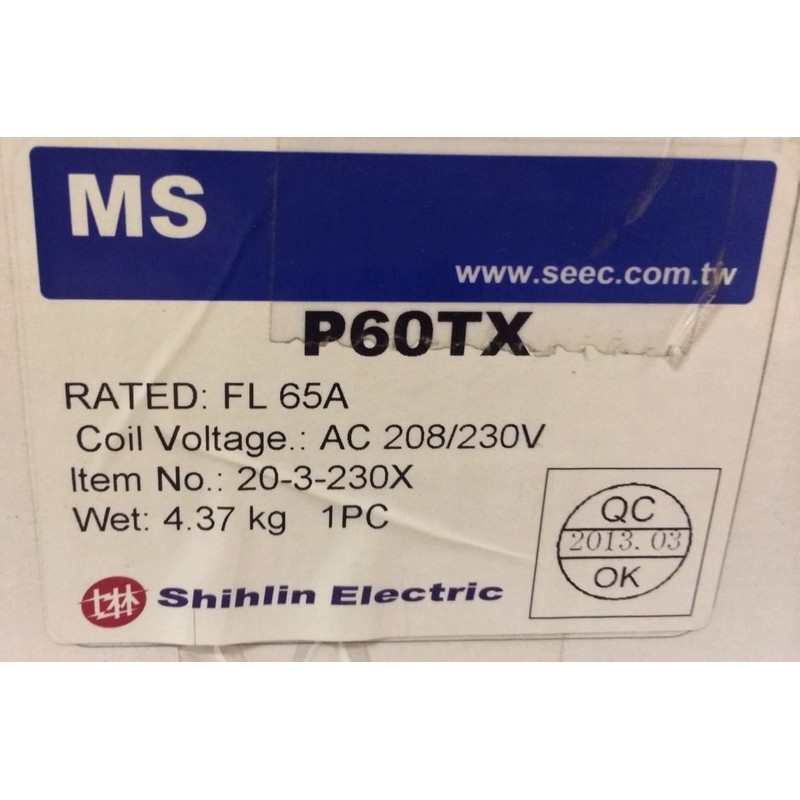 MS
www.seec.com.tw
P60TX
RATED: FL 65A
Coil Voltage.: AC 208/230V
Item No.: 20-3-230X
Wet: 4.37 kg 1PC
QC
2013. 03
OK
士林 Shihlin Electric